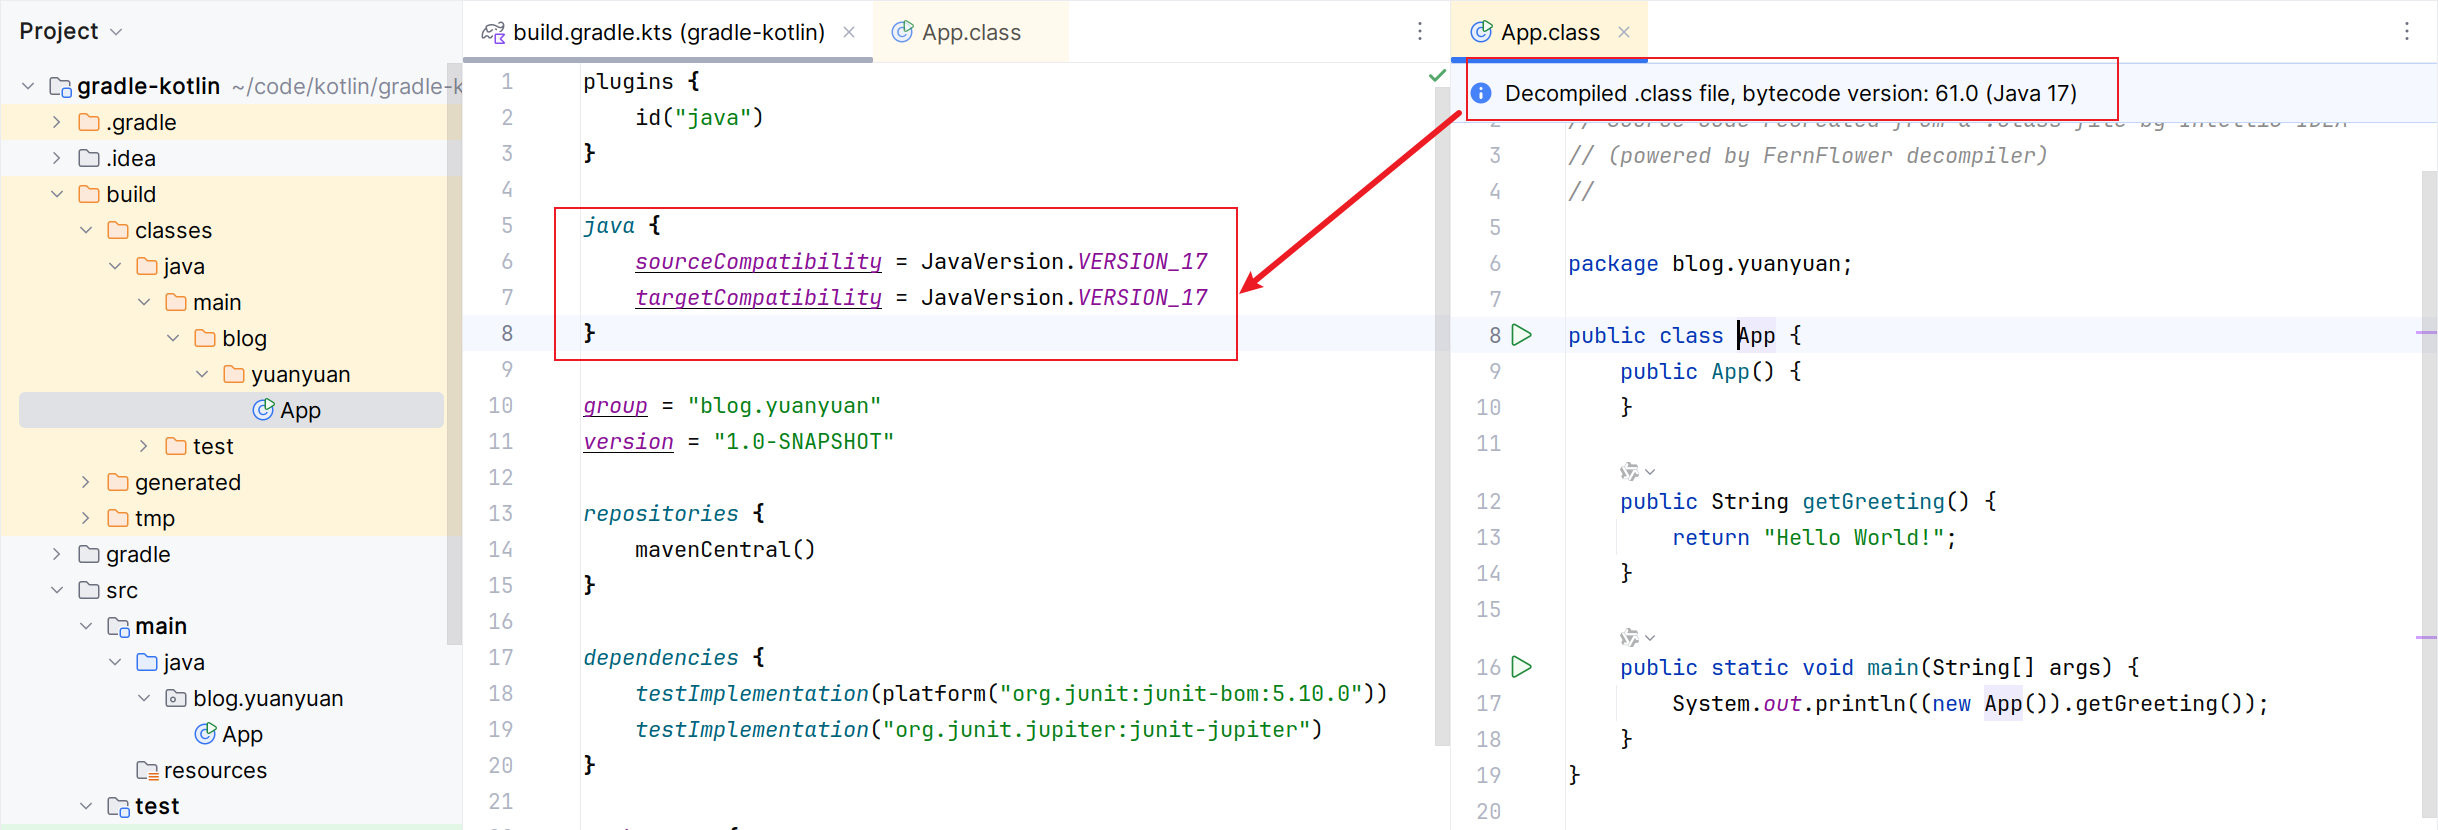 Project
gradle-kotlin ~/code/kotlin/gradle-k
.gradle
.idea
build
classes
java
main
blog
yuanyuan
App
test
generated
tmp
gradle
src
main
java
blog.yuanyuan
App
resources
test
build.gradle.kts (gradle-kotlin)
App.class
1 plugins {
2 id("java")
3 }
4
5 java {
6 sourceCompatibility = JavaVersion.VERSION_17
7 targetCompatibility = JavaVersion.VERSION_17
8 }
9
10 group = "blog.yuanyuan"
11 version = "1.0-SNAPSHOT"
12
13 repositories {
14 mavenCentral()
15 }
16
17 dependencies {
18 testImplementation(platform("org.junit:junit-bom:5.10.0"))
19 testImplementation("org.junit.jupiter:junit-jupiter")
20 }
21
App.class
Decompiled .class file, bytecode version: 61.0 (Java 17)
2 // Source code recreated from a .class file by IntelliJ IDEA
3 // (powered by FernFlower decompiler)
4 //
5
6 package blog.yuanyuan;
7
8 public class App {
9 public App() {
10 }
11
12 public String getGreeting() {
13 return "Hello World!";
14 }
15
16 public static void main(String[] args) {
17 System.out.println((new App()).getGreeting());
18 }
19 }
20